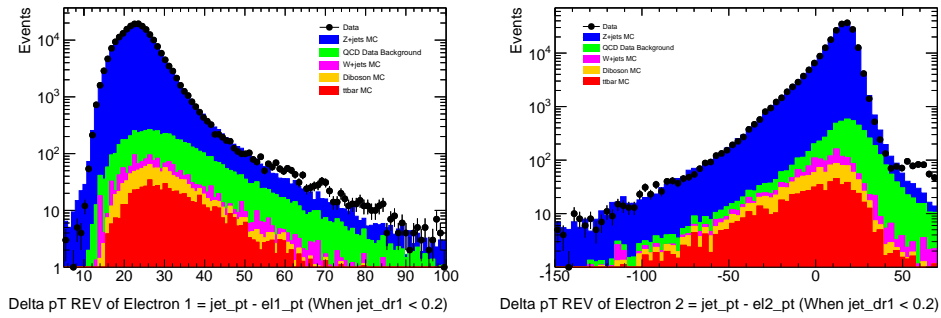 Events
10⁴
10³
10²
10
1
Data
Z+jets MC
QCD Data Background
W+jets MC
Diboson MC
ttbar MC
10 20 30 40 50 60 70 80 90 100
Delta pT REV of Electron 1 = jet_pt - el1_pt (When jet_dr1 < 0.2)
Events
10⁴
10³
10²
10
1
Data
Z+jets MC
QCD Data Background
W+jets MC
Diboson MC
ttbar MC
-150 -100 -50 0 50
Delta pT REV of Electron 2 = jet_pt - el2_pt (When jet_dr1 < 0.2)